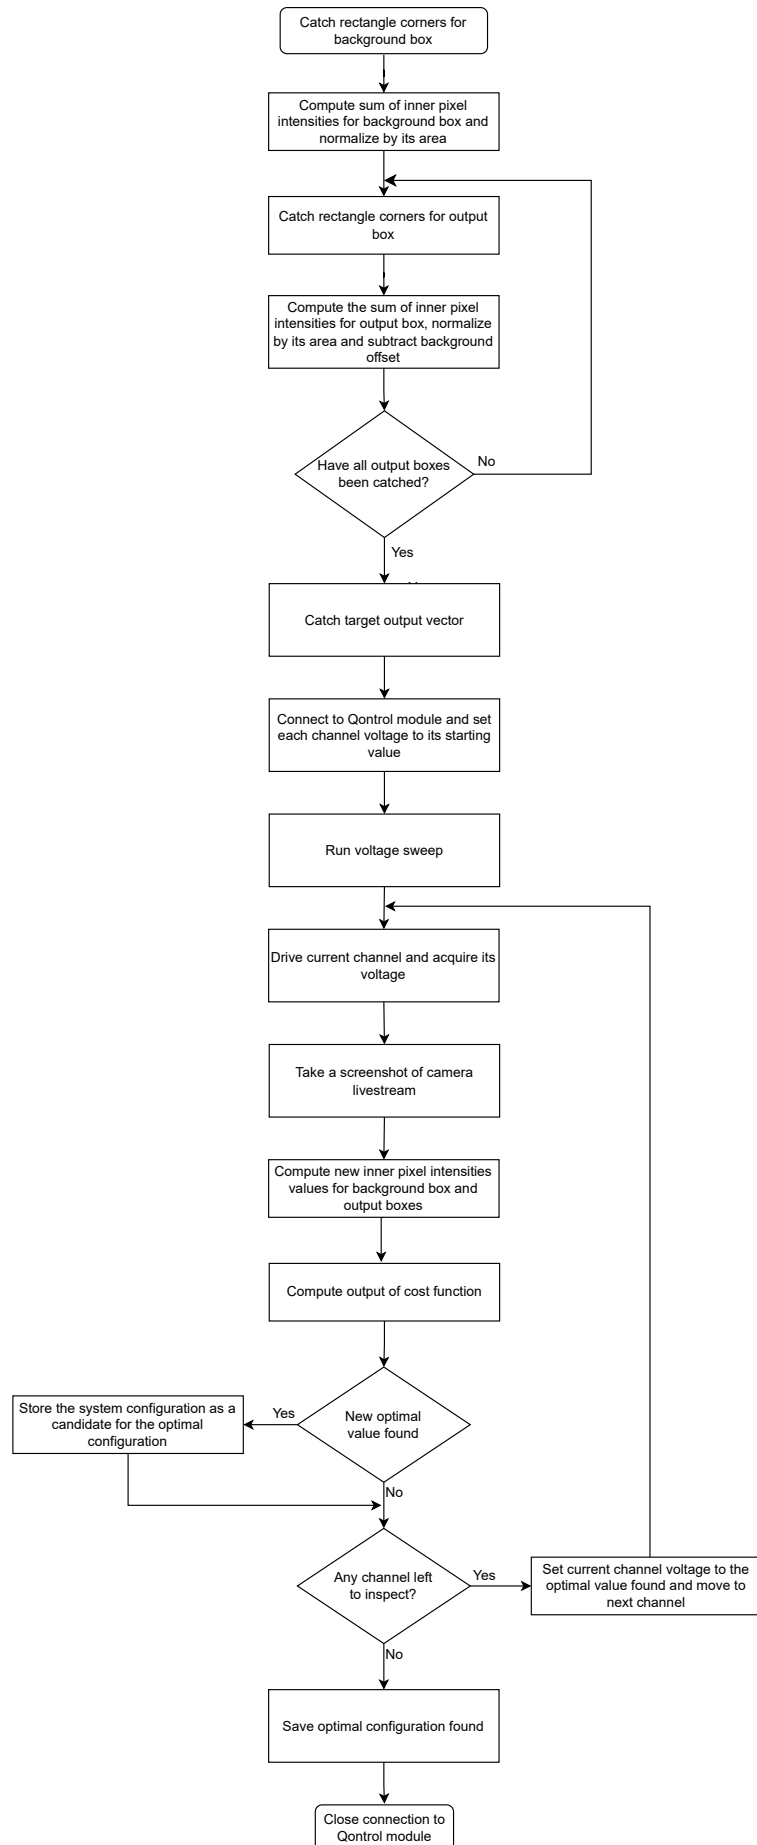 Catch rectangle corners for
background box
Compute sum of inner pixel
intensities for background box and
normalize by its area
Catch rectangle corners for output
box
Compute the sum of inner pixel
intensities for output box, normalize
by its area and subtract background
offset
Have all output boxes
been catched?
No
Yes
Catch target output vector
Connect to Qontrol module and set
each channel voltage to its starting
value
Run voltage sweep
Drive current channel and acquire its
voltage
Take a screenshot of camera
livestream
Compute new inner pixel intensities
values for background box and
output boxes
Compute output of cost function
New optimal
value found
Yes
Store the system configuration as a
candidate for the optimal
configuration
No
Any channel left
to inspect?
Yes
Set current channel voltage to the
optimal value found and move to
next channel
No
Save optimal configuration found
Close connection to
Qontrol module